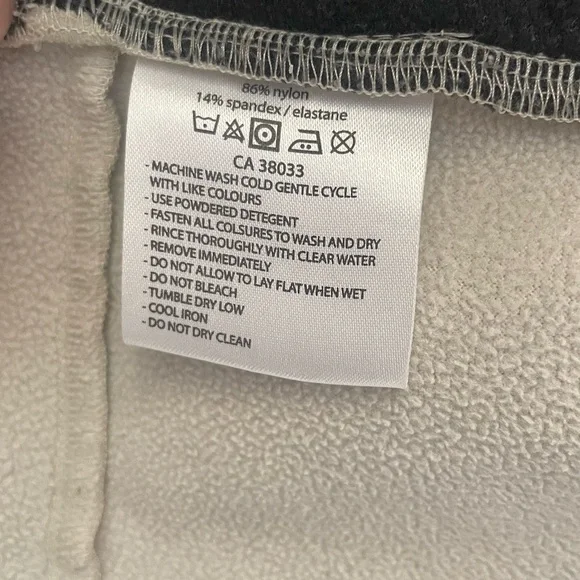 86% nylon
14% spandex / elastane
CA 38033
- MACHINE WASH COLD GENTLE CYCLE
WITH LIKE COLOURS
- USE POWDERED DETEGENT
- FASTEN ALL COLSURES TO WASH AND DRY
- RINCE THOROUGHLY WITH CLEAR WATER
- REMOVE IMMEDIATELY
- DO NOT ALLOW TO LAY FLAT WHEN WET
- DO NOT BLEACH
- TUMBLE DRY LOW
- COOL IRON
- DO NOT DRY CLEAN